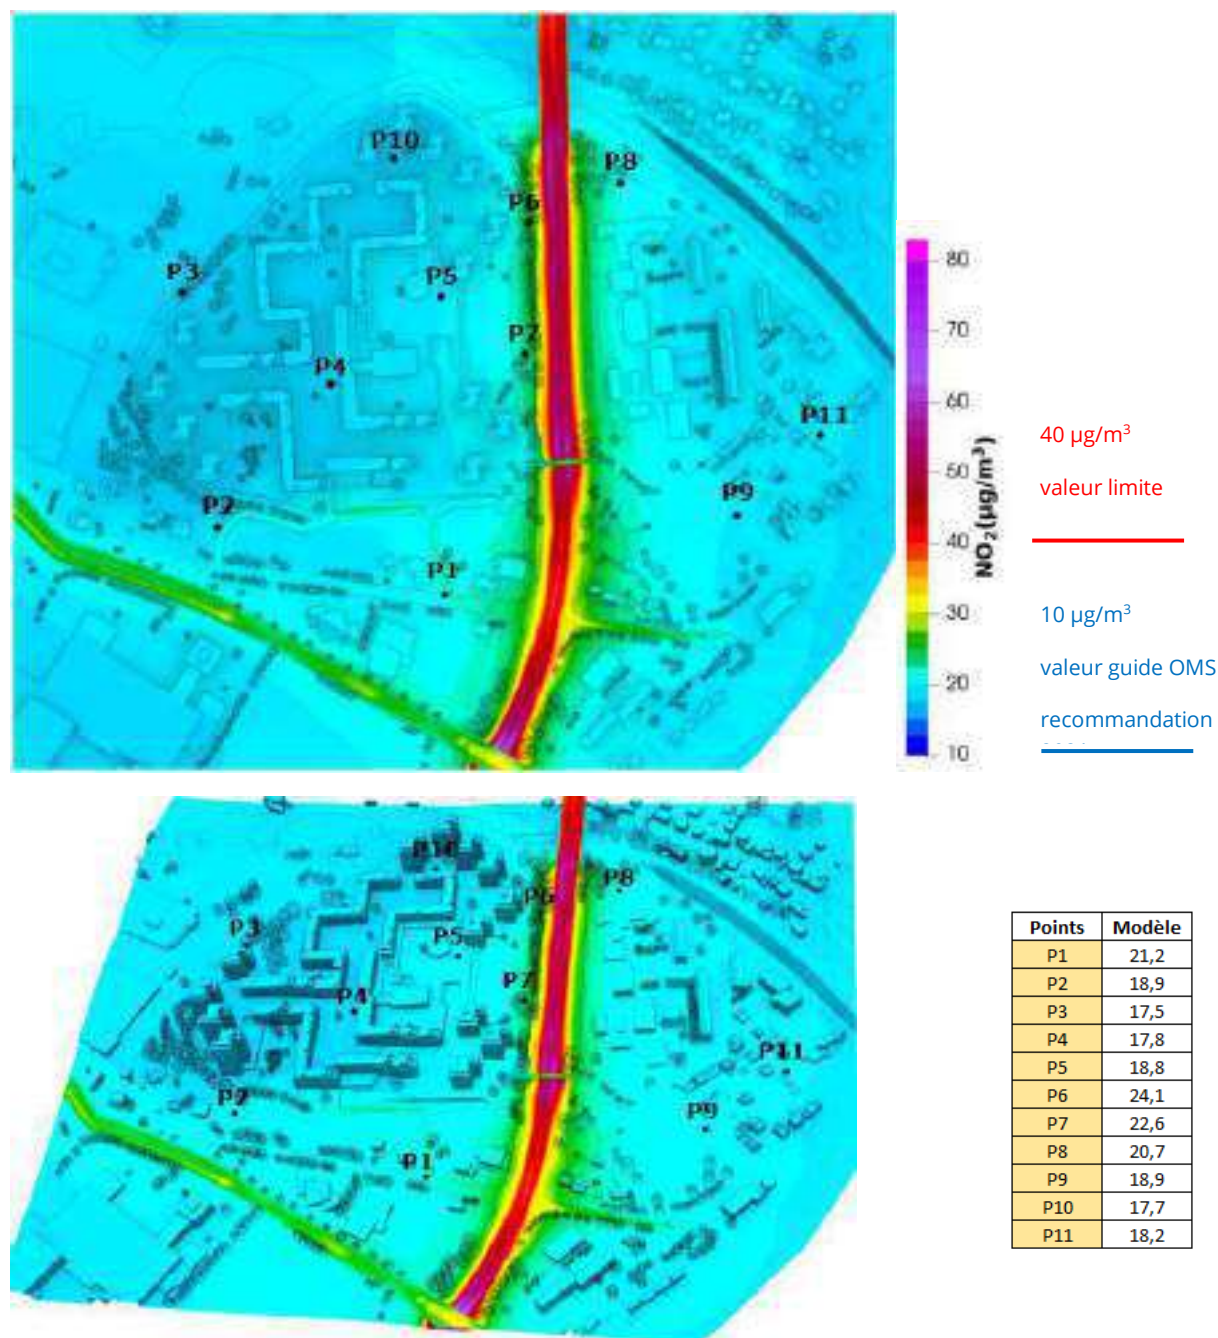 P10
P8
P6
P3
P5
P7
P4
P11
P2
P9
P1
80
70
60
50
40
30
20
10
NO₂(µg/m³)
40 µg/m³
valeur limite
10 µg/m³
valeur guide OMS
recommandation
P10
P8
P6
P3
P5
P7
P4
P11
P2
P9
P1
Points Modèle
P1 21,2
P2 18,9
P3 17,5
P4 17,8
P5 18,8
P6 24,1
P7 22,6
P8 20,7
P9 18,9
P10 17,7
P11 18,2